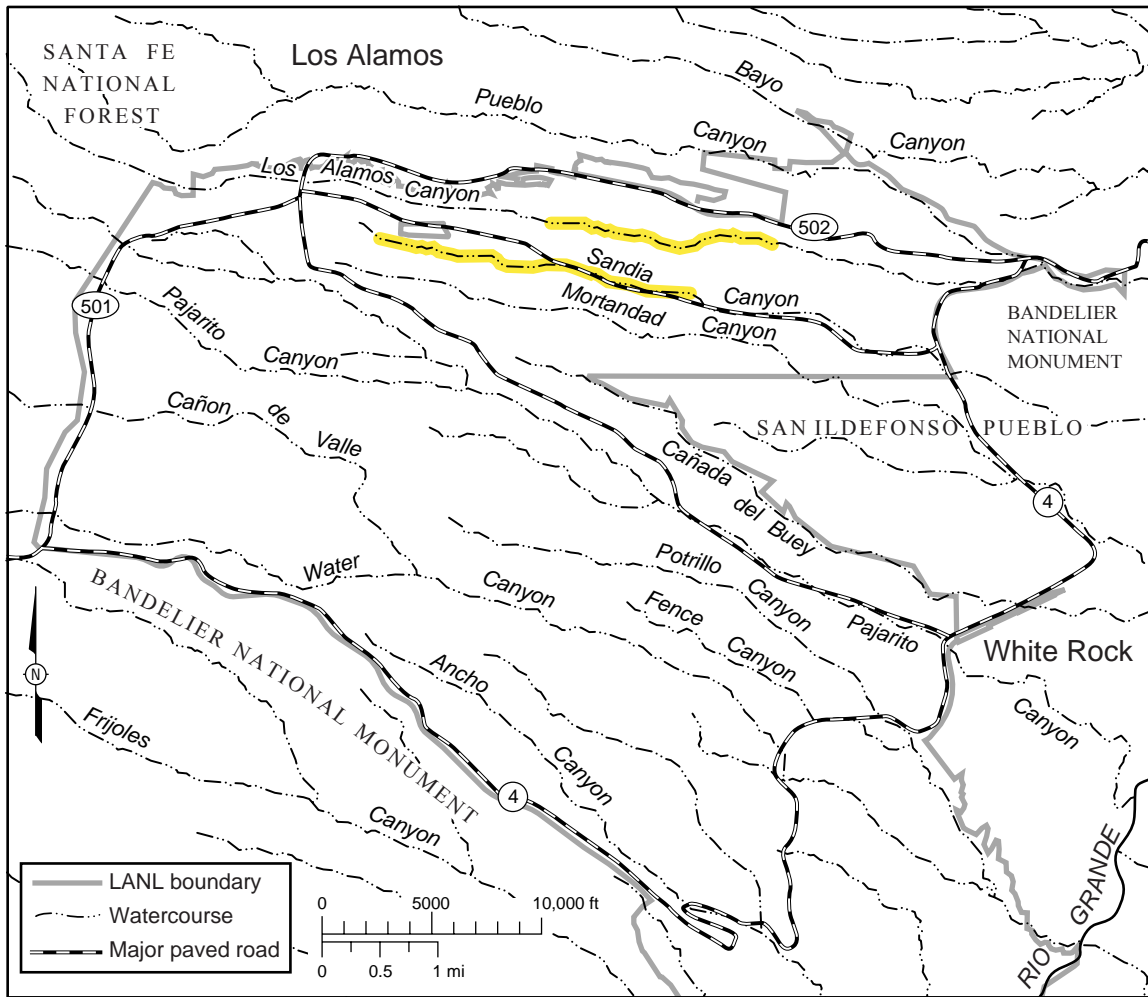 SANTA FE
NATIONAL
FOREST
Los Alamos
Bayo
Canyon
Pueblo
Canyon
Los Alamos Canyon
502
Sandia
Canyon
Mortandad
Canyon
501
Pajarito
Canyon
BANDELIER
NATIONAL
MONUMENT
Cañon de Valle
SAN ILDEFONSO PUEBLO
Cañada del Buey
4
Water
Canyon
Potrillo
Canyon
Fence
Canyon
Pajarito
White Rock
Canyon
BANDELIER NATIONAL MONUMENT
N
Ancho
Canyon
Frijoles
Canyon
4
RIO GRANDE
LANL boundary
Watercourse
Major paved road
0 5000 10,000 ft
0 0.5 1 mi